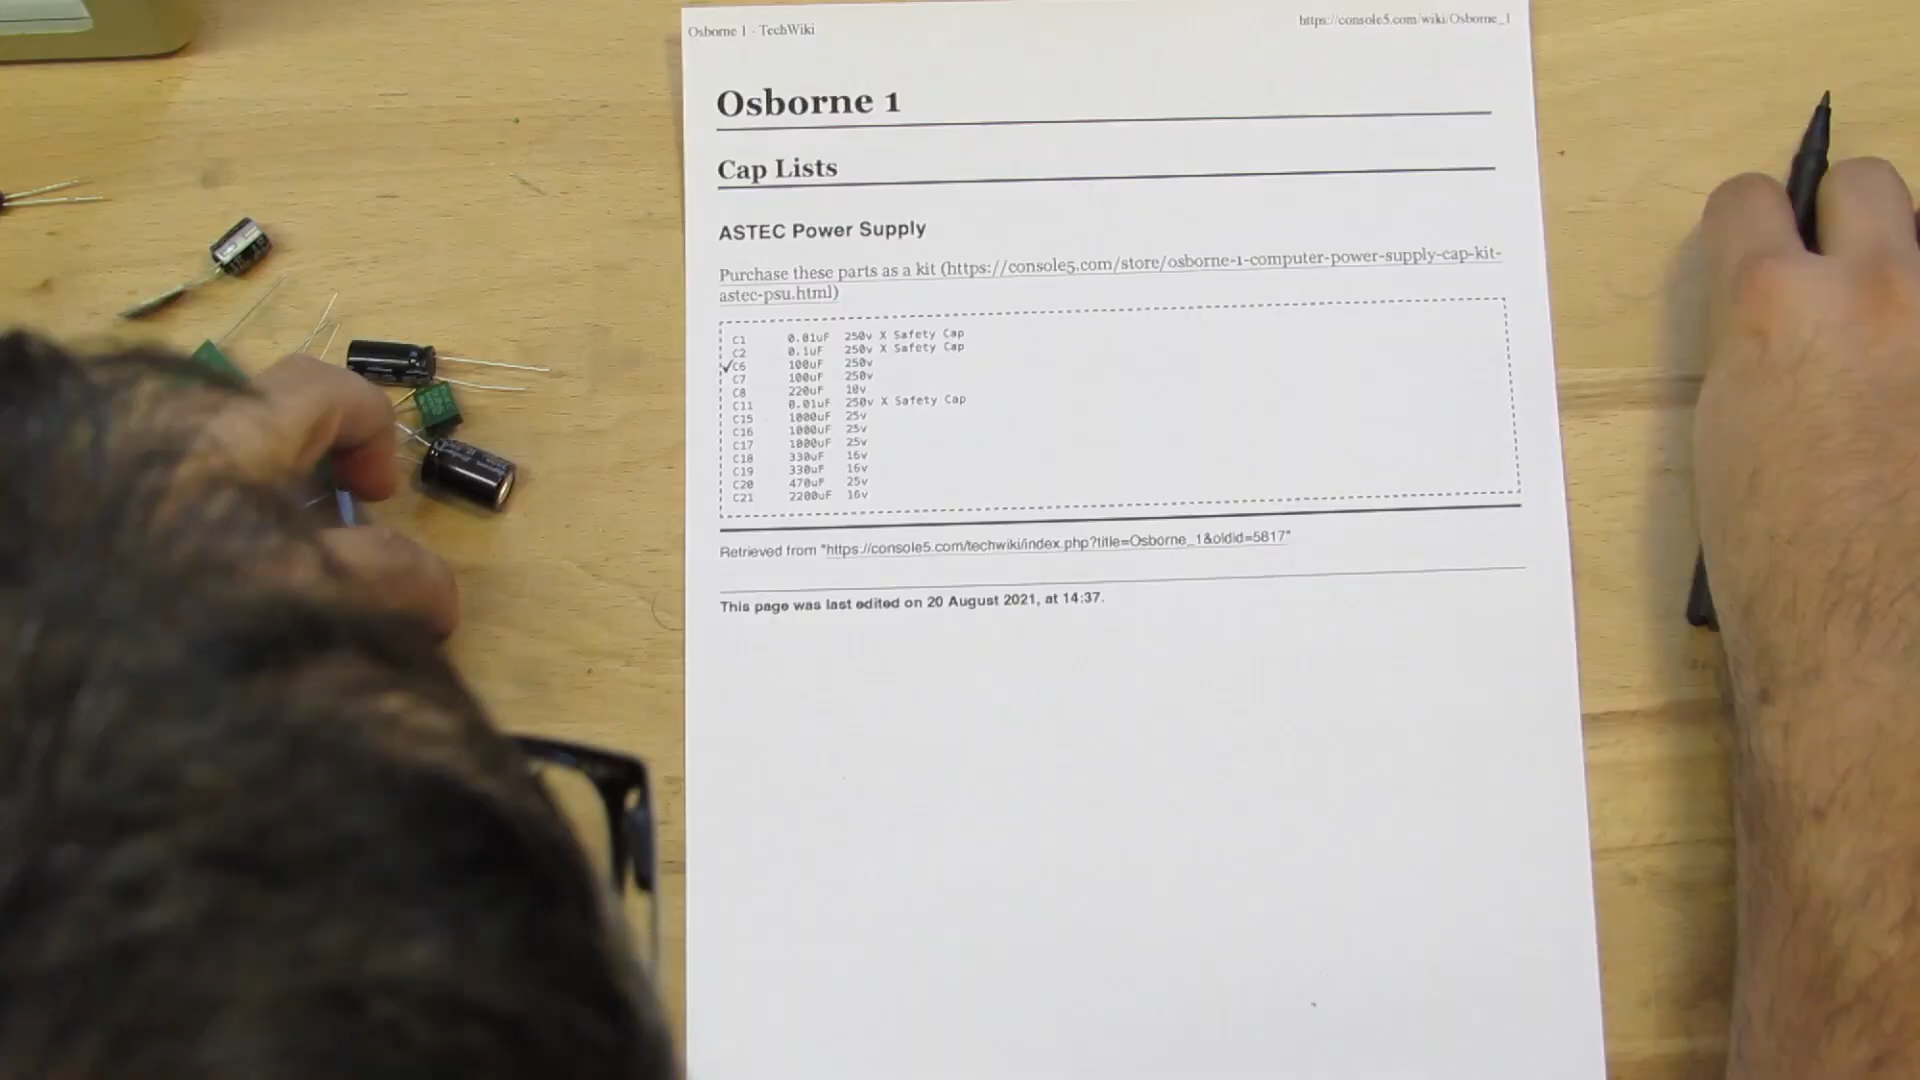 Osborne 1 - TechWiki
https://console5.com/wiki/Osborne_1
Osborne 1
Cap Lists
ASTEC Power Supply
Purchase these parts as a kit (https://console5.com/store/osborne-1-computer-power-supply-cap-kit-
astec-psu.html)
C1 0.01uF 250v X Safety Cap
C2 0.1uF 250v X Safety Cap
✓C6 100uF 250v
C7 100uF 250v
C8 220uF 10v
C11 0.01uF 250v X Safety Cap
C15 1000uF 25v
C16 1000uF 25v
C17 1000uF 25v
C18 330uF 16v
C19 330uF 16v
C20 470uF 25v
C21 2200uF 16v
Retrieved from "https://console5.com/techwiki/index.php?title=Osborne_1&oldid=5817"
This page was last edited on 20 August 2021, at 14:37.